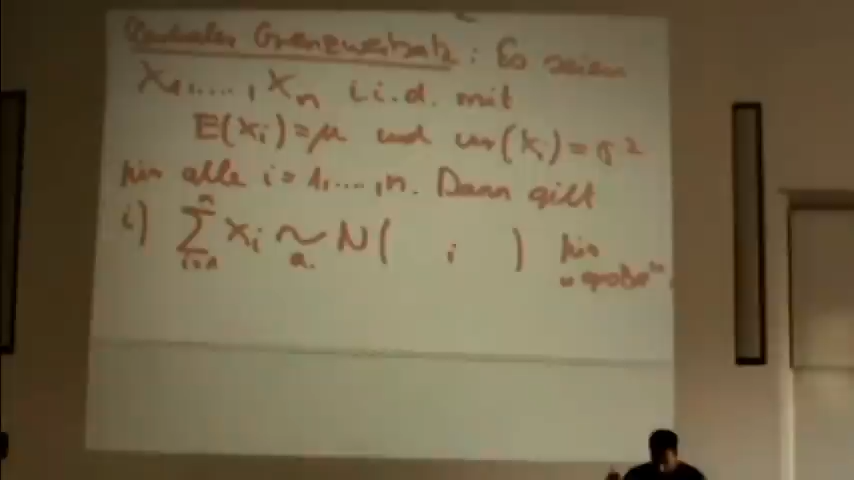 Zentraler Grenzwertsatz: Es seien
X₁,...., Xₙ i.i.d. mit
E(Xᵢ)=μ und var(Xᵢ)=σ²
für alle i=1,...,n. Dann gilt
i) ∑ᵢ₌₁ⁿ Xᵢ ∼ₐ. N( ; ) für
"große"